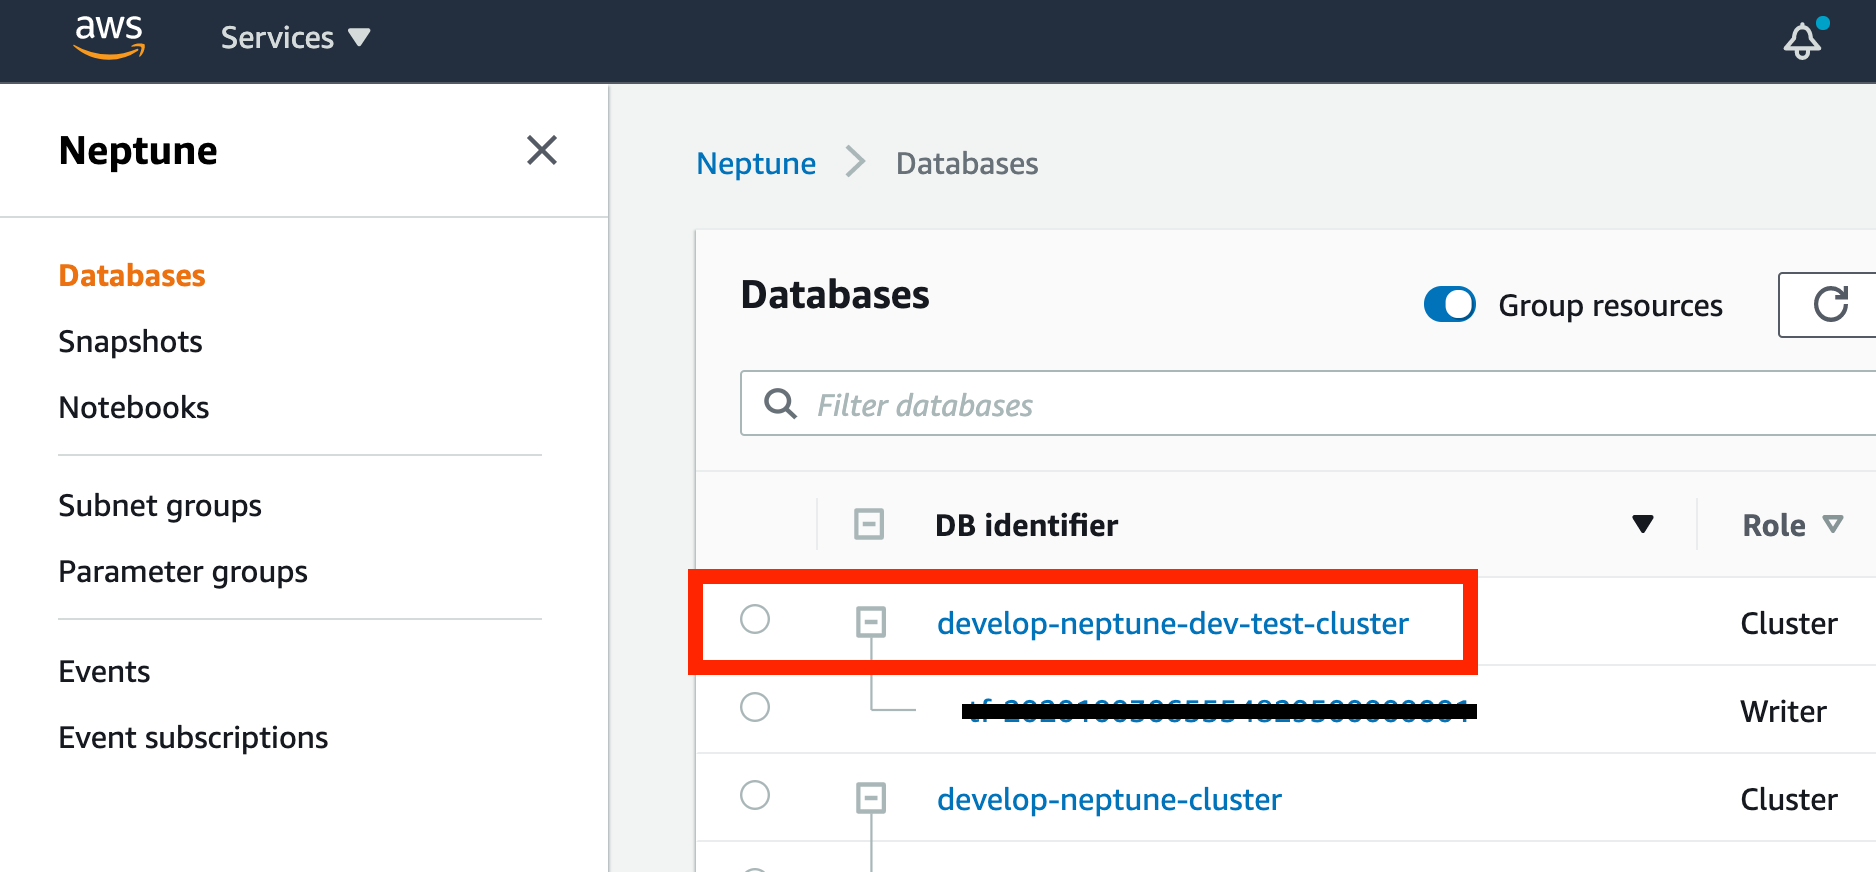 aws
Services
Neptune
Databases
Snapshots
Notebooks
Subnet groups
Parameter groups
Events
Event subscriptions
Neptune Databases
Databases
Group resources
Filter databases
DB identifier Role
develop-neptune-dev-test-cluster Cluster
Writer
develop-neptune-cluster Cluster